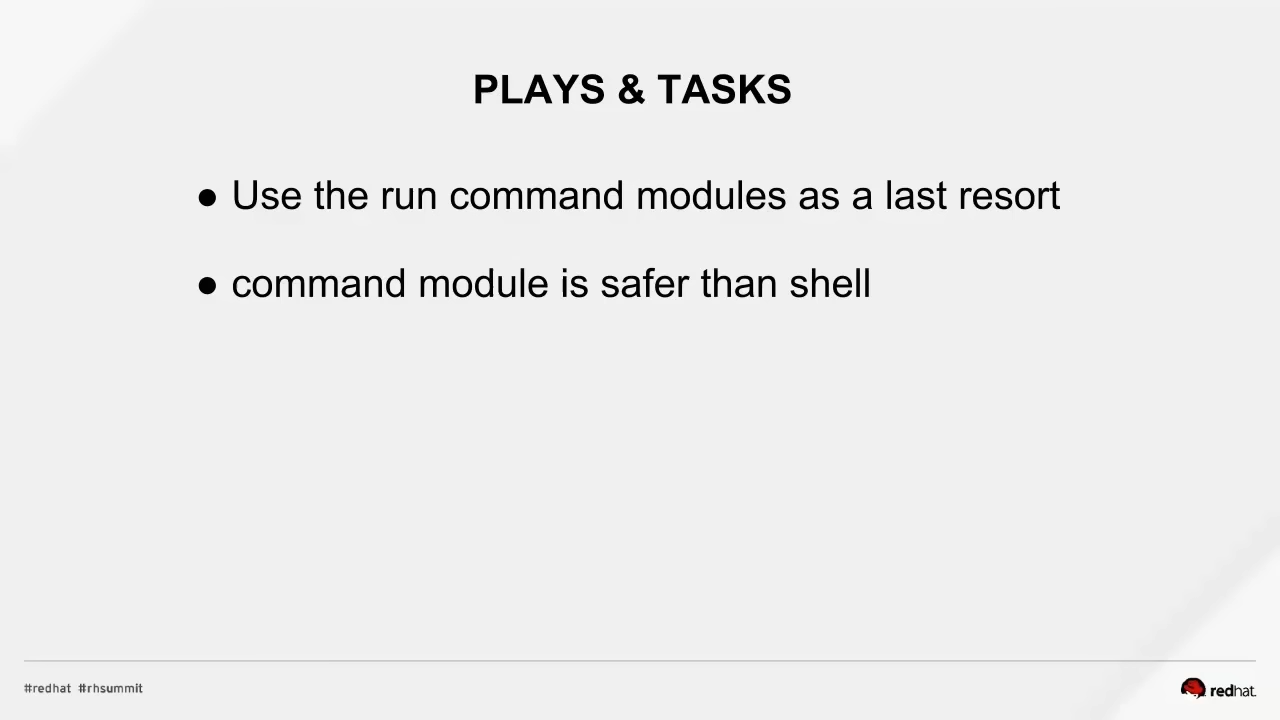 PLAYS & TASKS
● Use the run command modules as a last resort
● command module is safer than shell
#redhat #rhsummit
redhat.